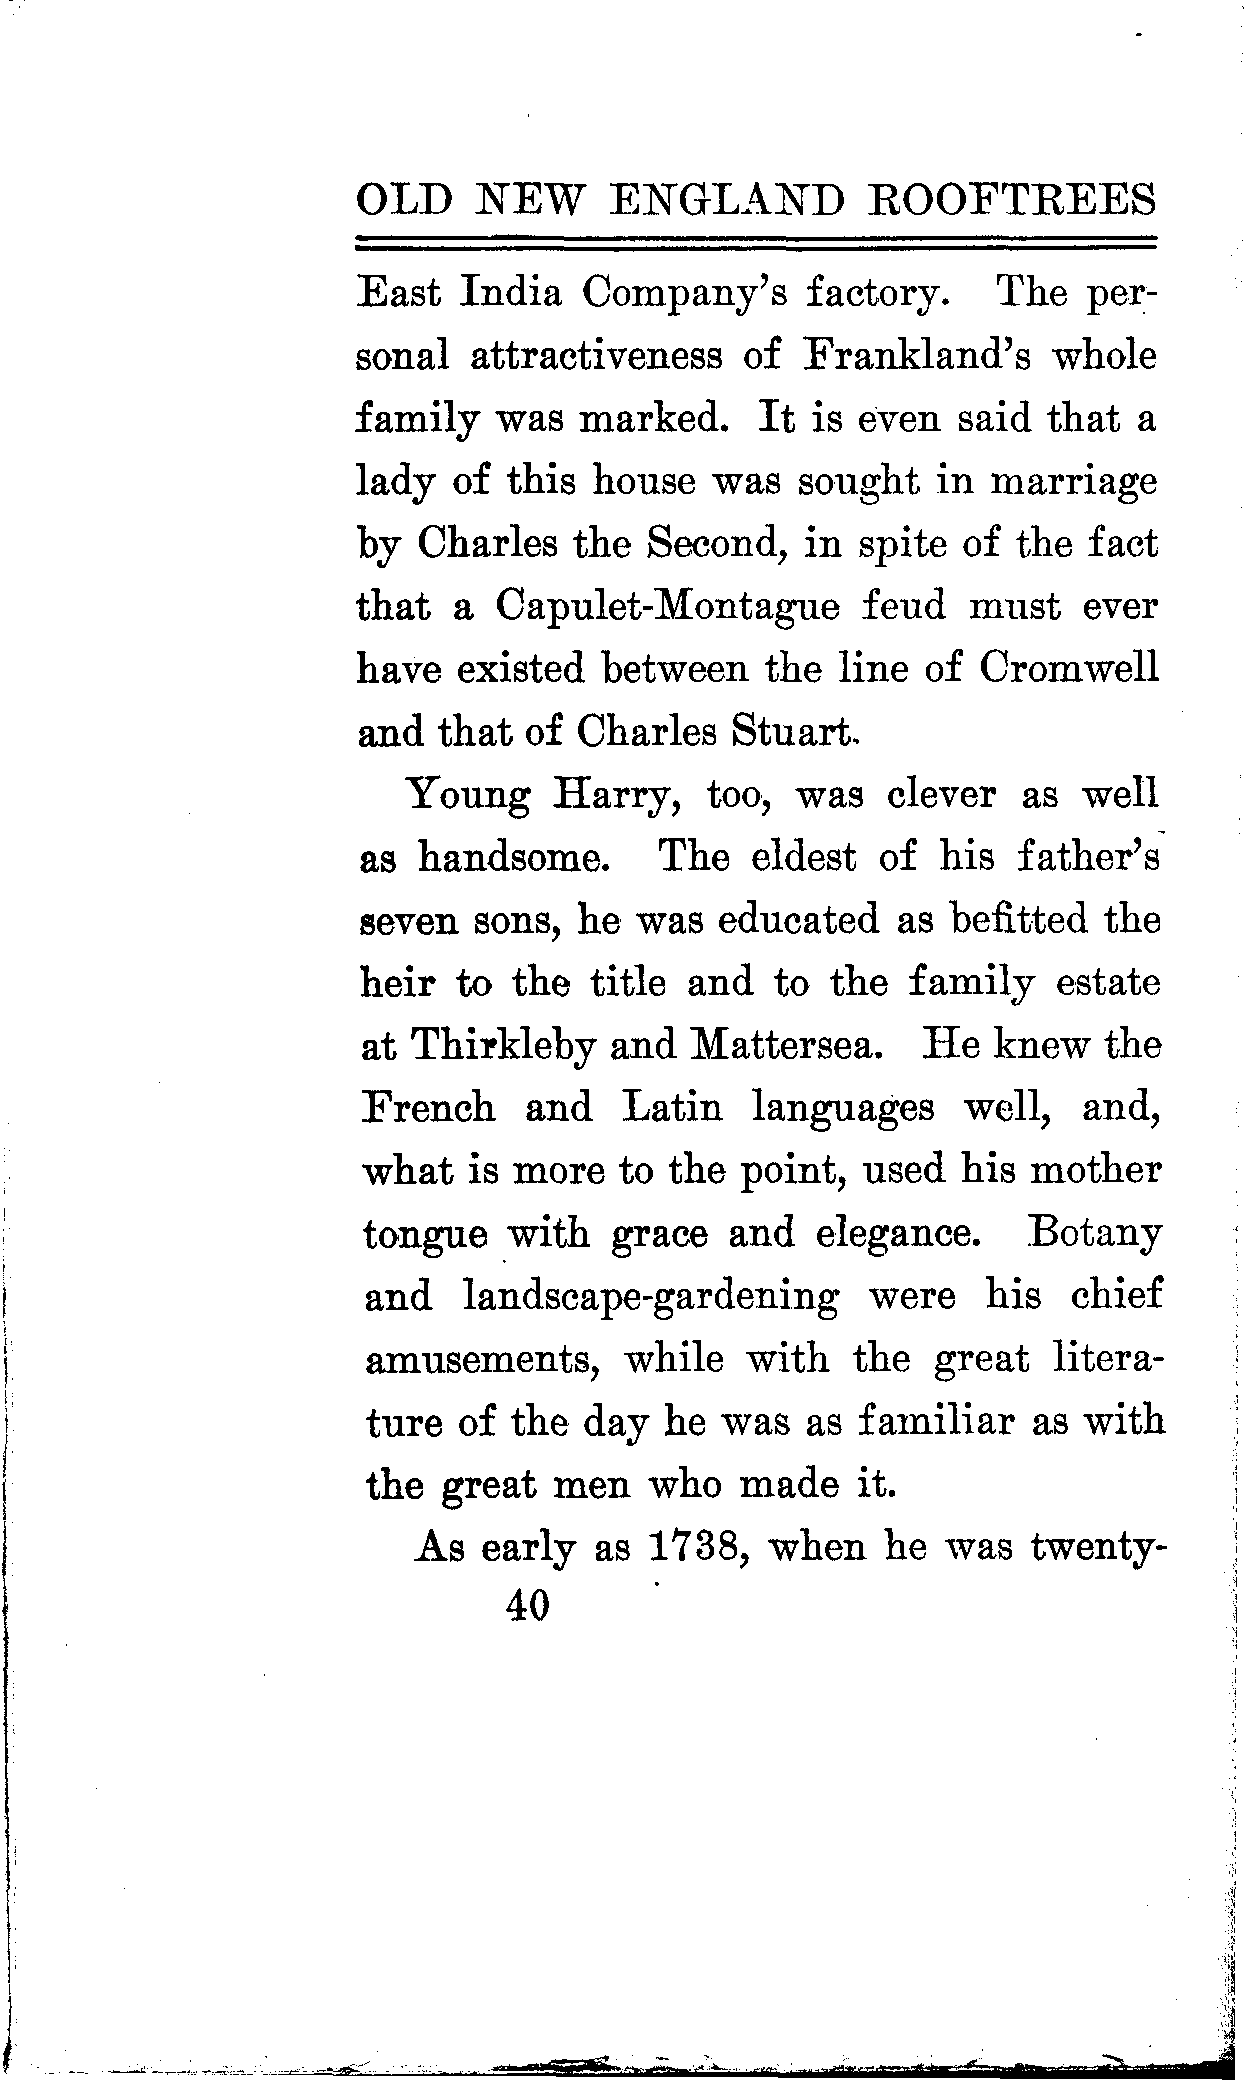 OLD NEW ENGLAND ROOFTREES
East India Company's factory. The per-
sonal attractiveness of Frankland's whole
family was marked. It is even said that a
lady of this house was sought in marriage
by Charles the Second, in spite of the fact
that a Capulet-Montague feud must ever
have existed between the line of Cromwell
and that of Charles Stuart.
Young Harry, too, was clever as well
as handsome. The eldest of his father's
seven sons, he was educated as befitted the
heir to the title and to the family estate
at Thirkleby and Mattersea. He knew the
French and Latin languages well, and,
what is more to the point, used his mother
tongue with grace and elegance. Botany
and landscape-gardening were his chief
amusements, while with the great litera-
ture of the day he was as familiar as with
the great men who made it.
As early as 1738, when he was twenty-
40